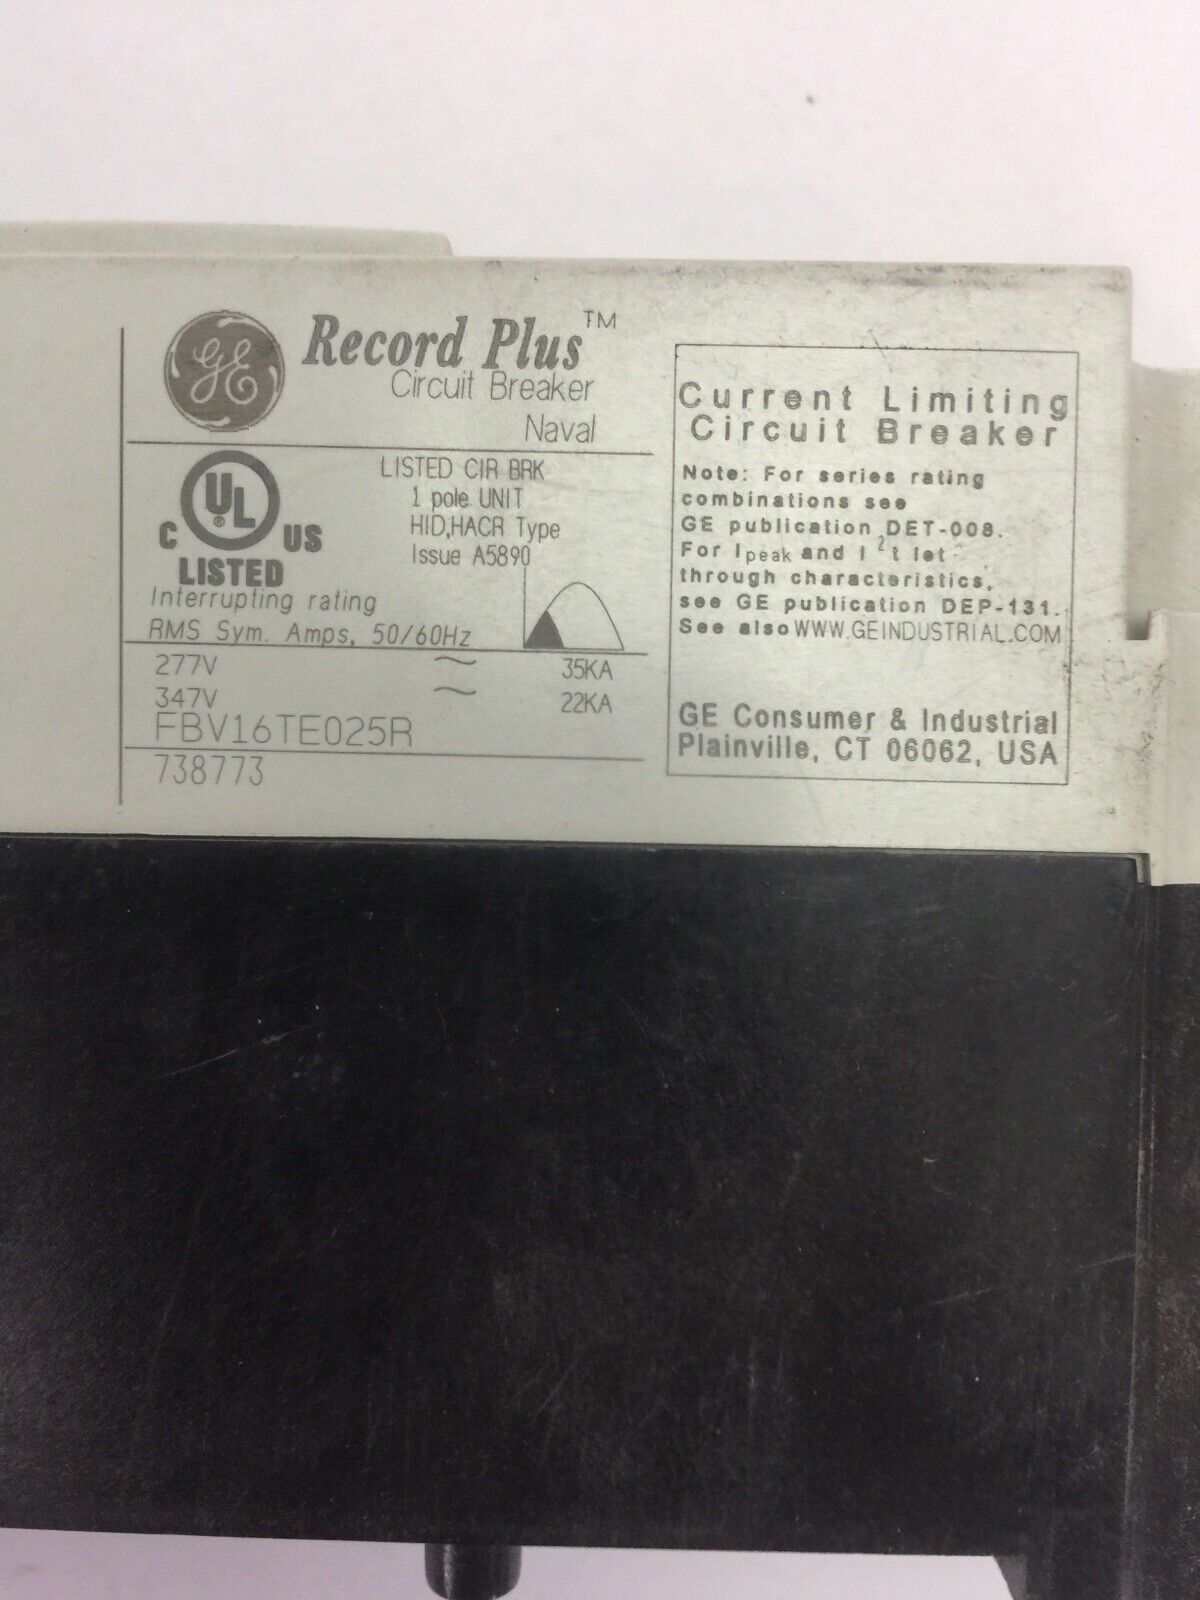 GE
Record Plus™
Circuit Breaker
Naval
UL
®
C US
LISTED
LISTED CIR BRK
1 pole UNIT
HID,HACR Type
Issue A5890
Interrupting rating
RMS Sym. Amps, 50/60Hz
277V ~ 35KA
347V ~ 22KA
FBV16TE025R
738773
Current Limiting
Circuit Breaker
Note: For series rating
combinations see
GE publication DET-008.
For Ipeak and I²t let
through characteristics,
see GE publication DEP-131.
See also WWW.GEINDUSTRIAL.COM
GE Consumer & Industrial
Plainville, CT 06062, USA